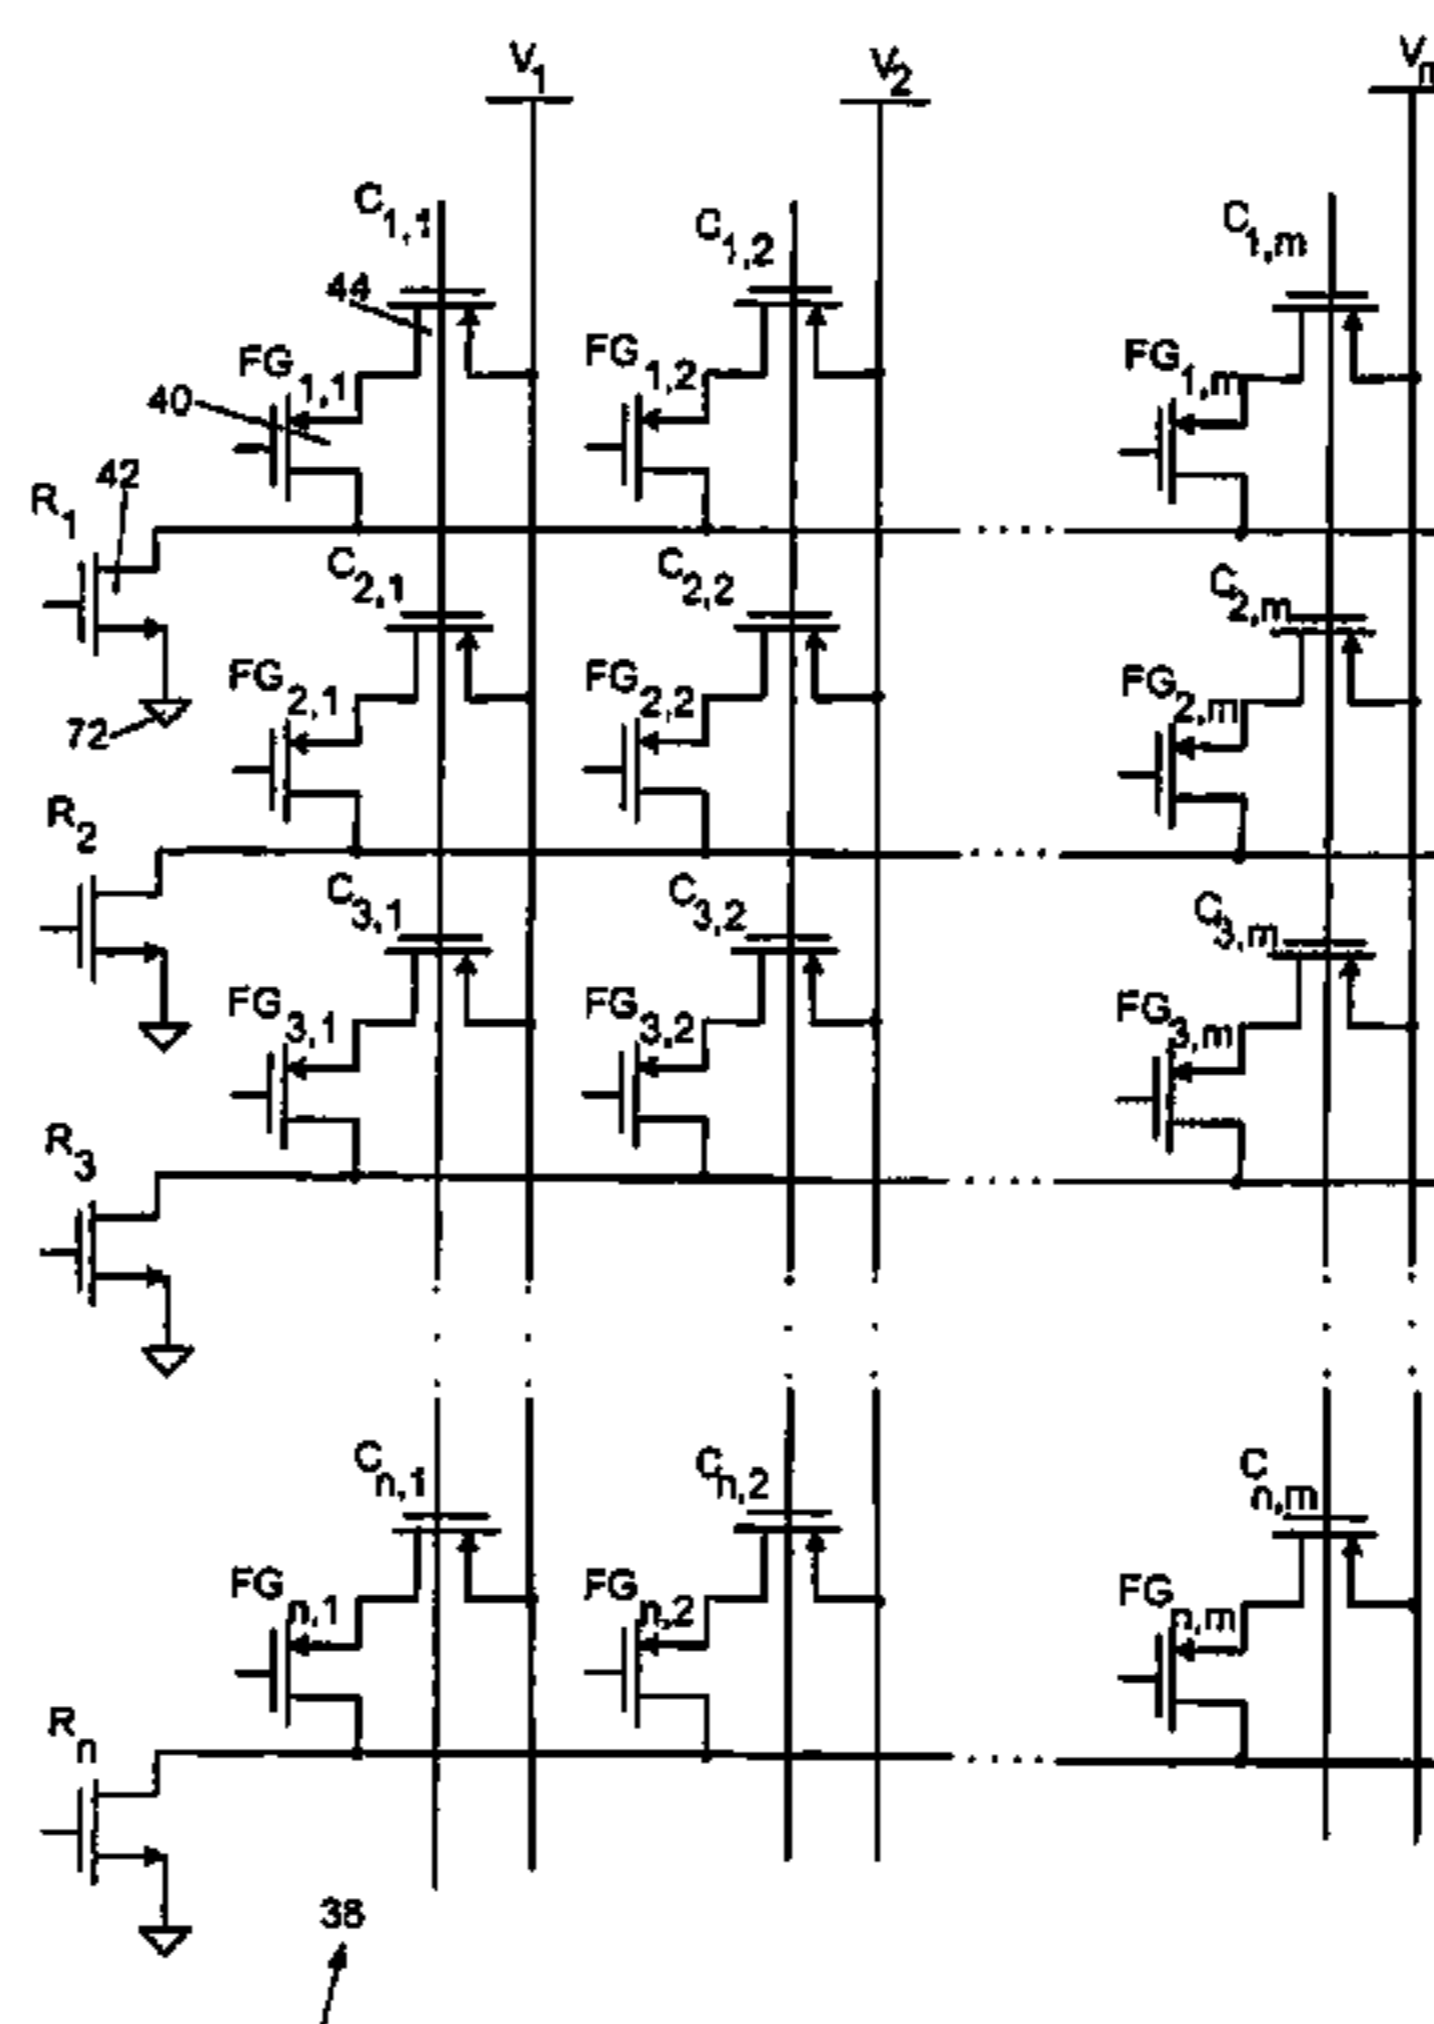 V1 V2 V
C1,1 C1,2 C1,m
44
FG1,1 FG1,2 FG1,m
40
42
R1
C2,1 C2,2 C2,m
FG2,1 FG2,2 FG2,m
72
R2
C3,1 C3,2 C3,m
FG3,1 FG3,2 FG3,m
R3
Cn,1 Cn,2 Cn,m
FGn,1 FGn,2 FGn,m
Rn
38